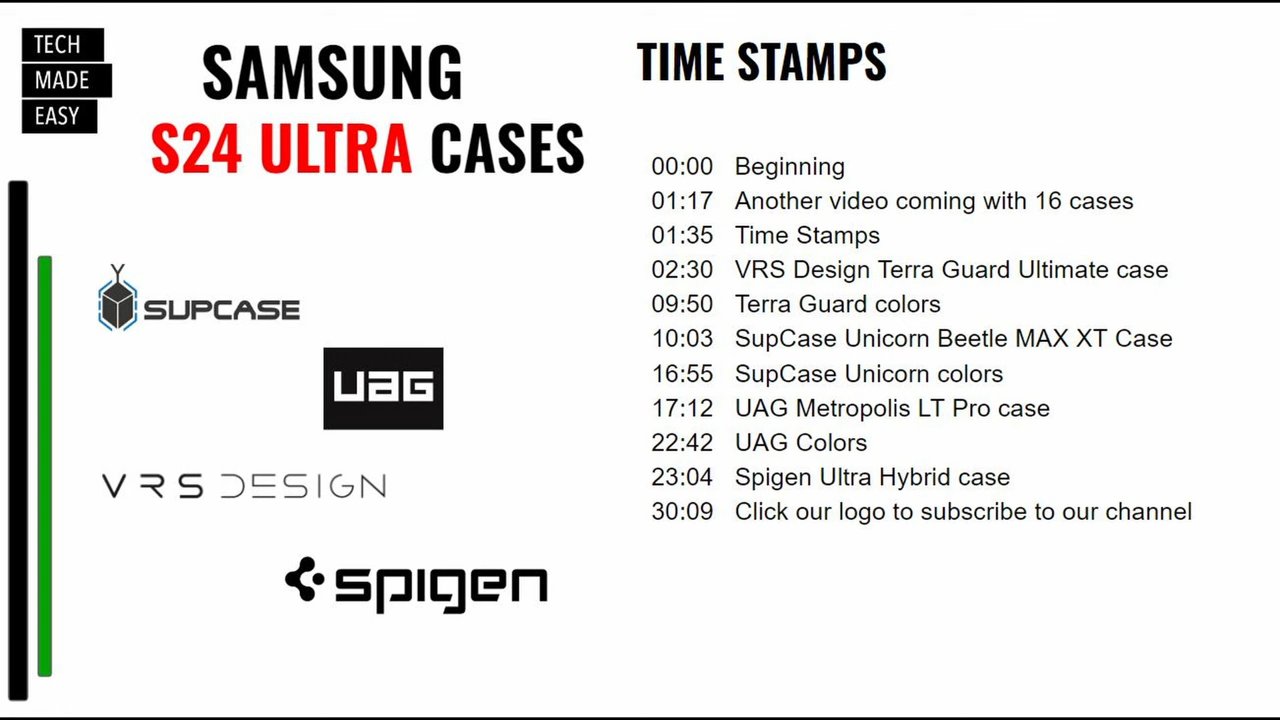 TECH
MADE
EASY
SAMSUNG
S24 ULTRA CASES
SUPCASE
UAG
VRS DESIGN
spigen
TIME STAMPS
00:00 Beginning
01:17 Another video coming with 16 cases
01:35 Time Stamps
02:30 VRS Design Terra Guard Ultimate case
09:50 Terra Guard colors
10:03 SupCase Unicorn Beetle MAX XT Case
16:55 SupCase Unicorn colors
17:12 UAG Metropolis LT Pro case
22:42 UAG Colors
23:04 Spigen Ultra Hybrid case
30:09 Click our logo to subscribe to our channel